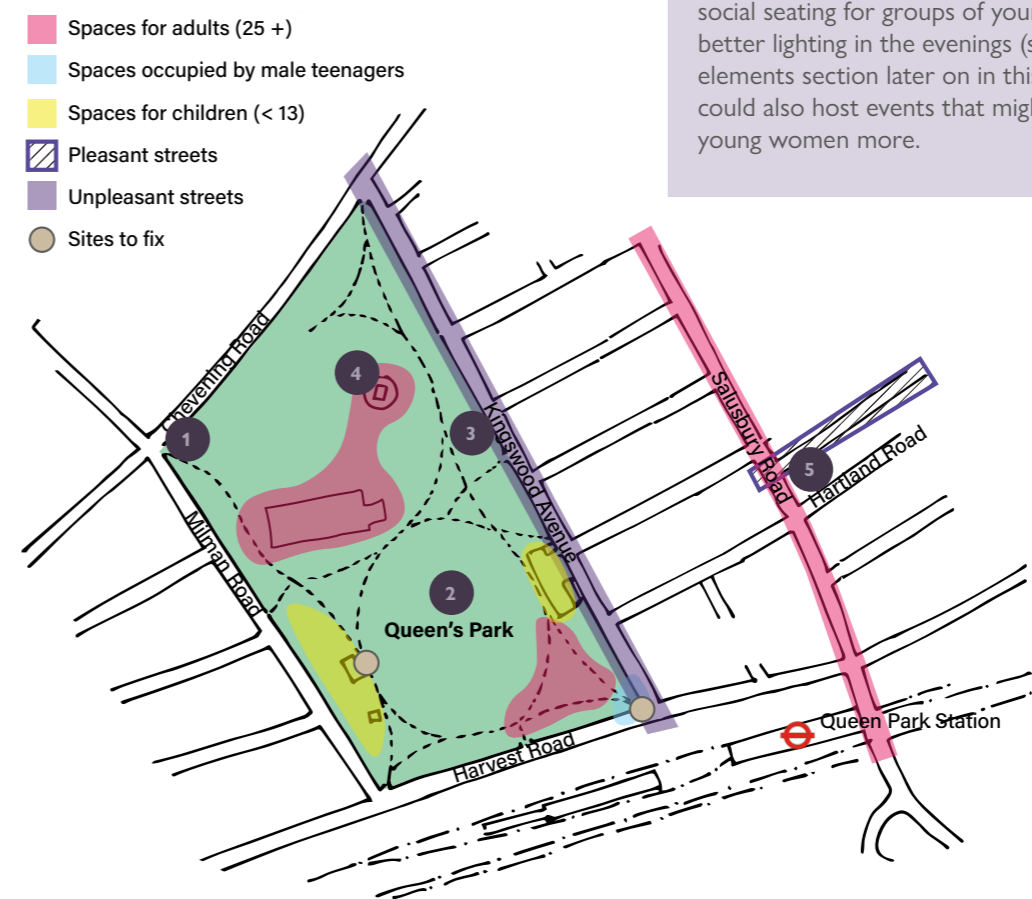 Spaces for adults (25 +)
Spaces occupied by male teenagers
Spaces for children (< 13)
Pleasant streets
Unpleasant streets
Sites to fix
social seating for groups of
better lighting in the evenings
elements section later on in
could also host events that
young women more.
Chevening Road
1
4
3
Kingswood Avenue
Salusbury Road
5
Hartland Road
Milman Road
2
Queen's Park
Queen Park Station
Harvest Road